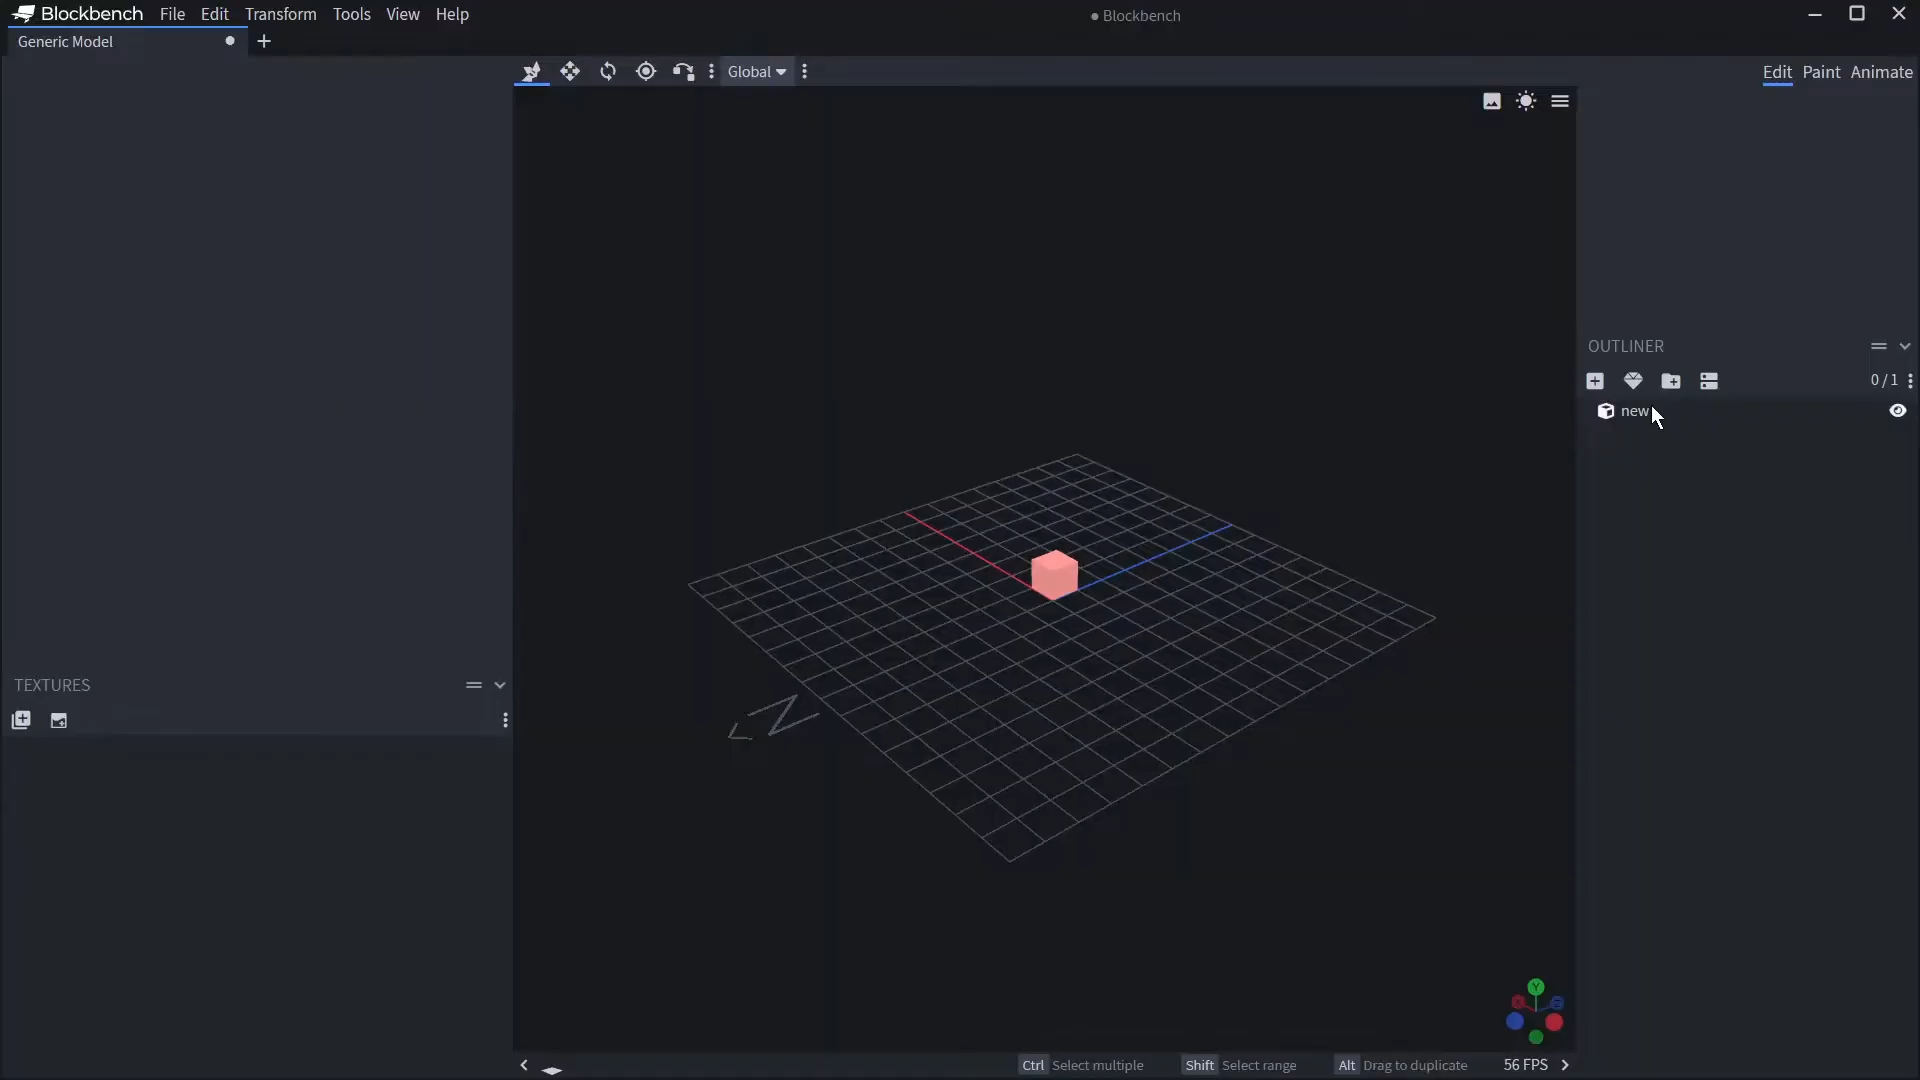 Blockbench File Edit Transform Tools View Help
● Blockbench
Generic Model
Global
Edit Paint Animate
OUTLINER
0 / 1
new
N
TEXTURES
Y
Ctrl Select multiple
Shift Select range
Alt Drag to duplicate
56 FPS